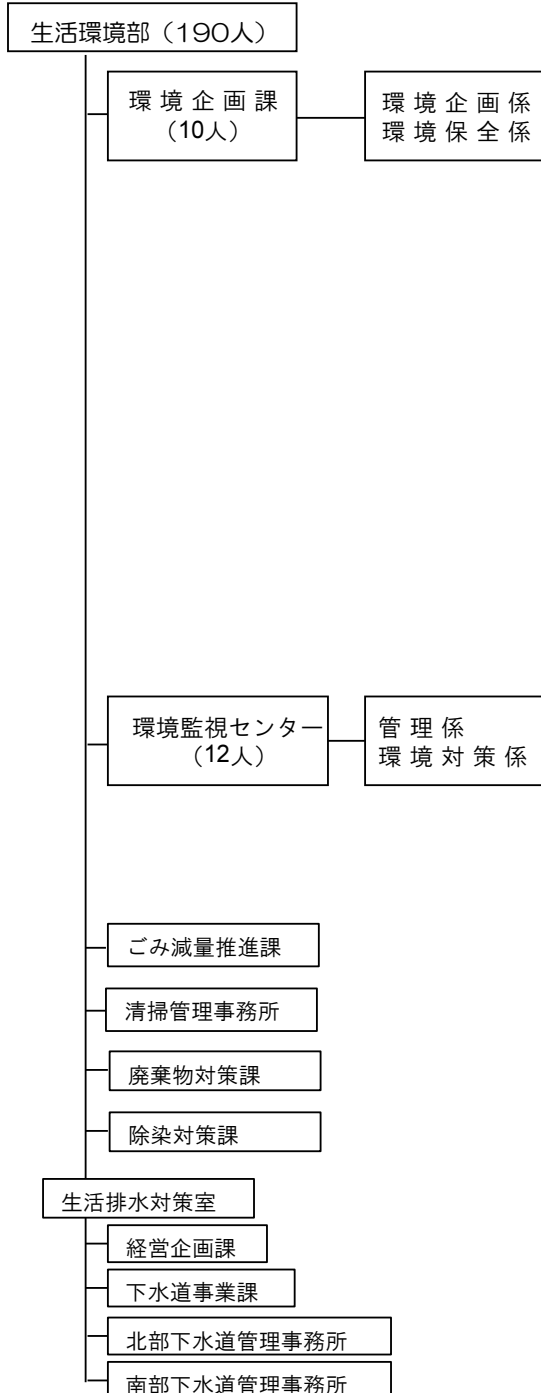 生活環境部（190人）
環境企画課
（10人）
環境企画係
環境保全係
環境監視センター
（12人）
管理係
環境対策係
ごみ減量推進課
清掃管理事務所
廃棄物対策課
除染対策課
生活排水対策室
経営企画課
下水道事業課
北部下水道管理事務所
南部下水道管理事務所